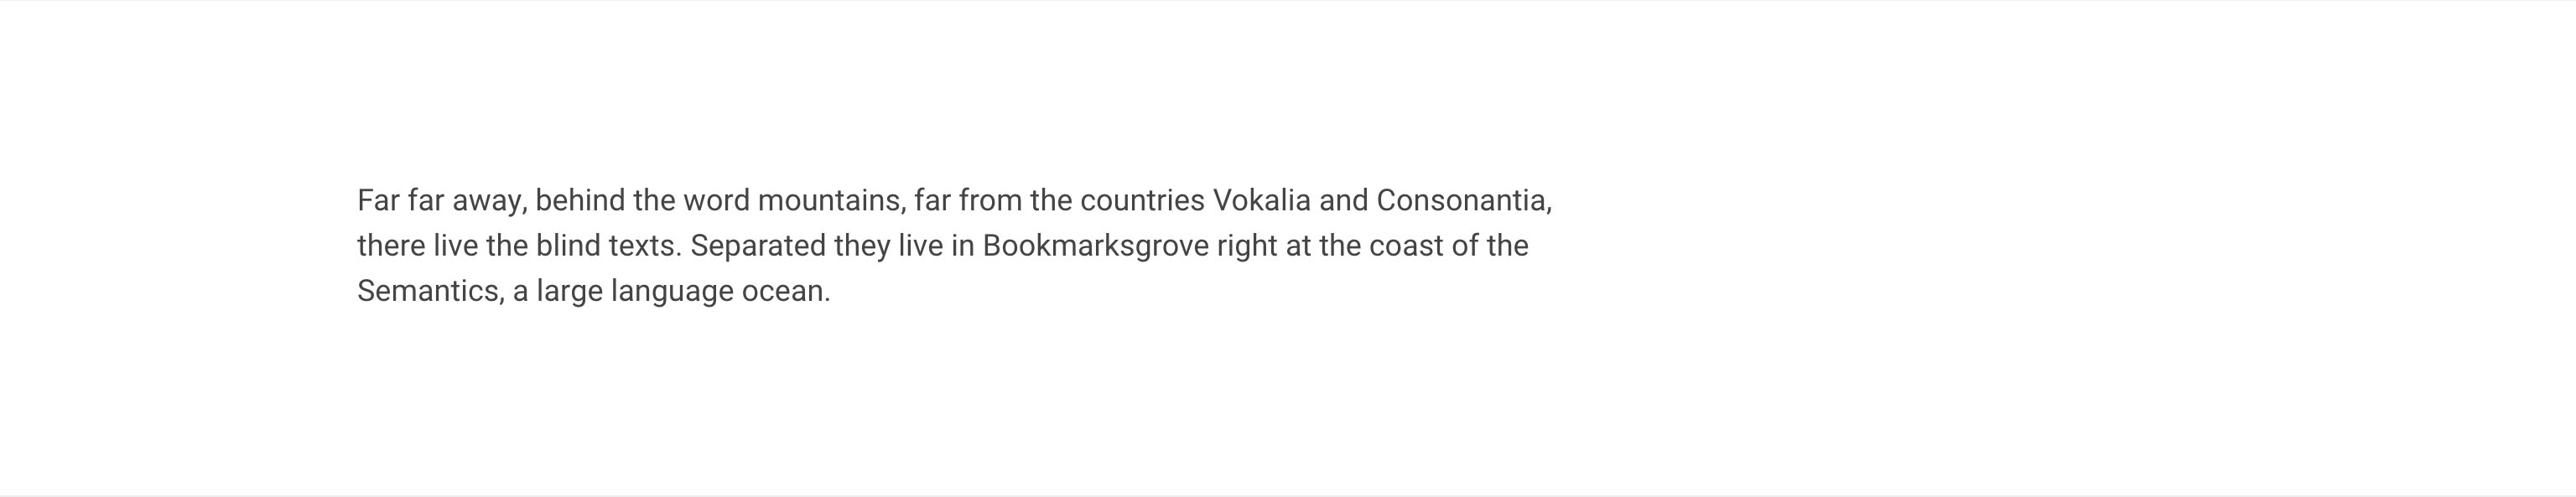 Far far away, behind the word mountains, far from the countries Vokalia and Consonantia,
there live the blind texts. Separated they live in Bookmarksgrove right at the coast of the
Semantics, a large language ocean.